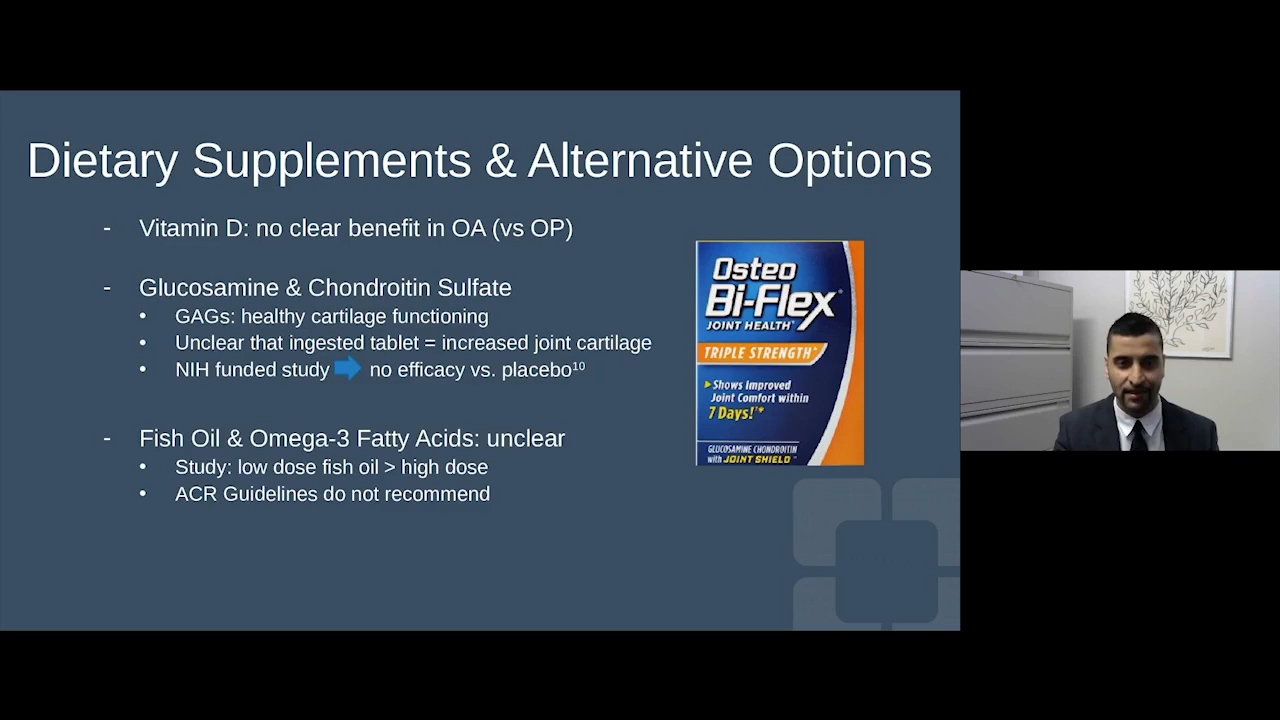 Dietary Supplements & Alternative Options
- Vitamin D: no clear benefit in OA (vs OP)
- Glucosamine & Chondroitin Sulfate
• GAGs: healthy cartilage functioning
• Unclear that ingested tablet = increased joint cartilage
• NIH funded study no efficacy vs. placebo¹⁰
- Fish Oil & Omega-3 Fatty Acids: unclear
• Study: low dose fish oil > high dose
• ACR Guidelines do not recommend
Osteo
Bi-Flex®
JOINT HEALTH
TRIPLE STRENGTH
Shows Improved
Joint Comfort within
7 Days!
GLUCOSAMINE CHONDROITIN
with JOINT SHIELD™